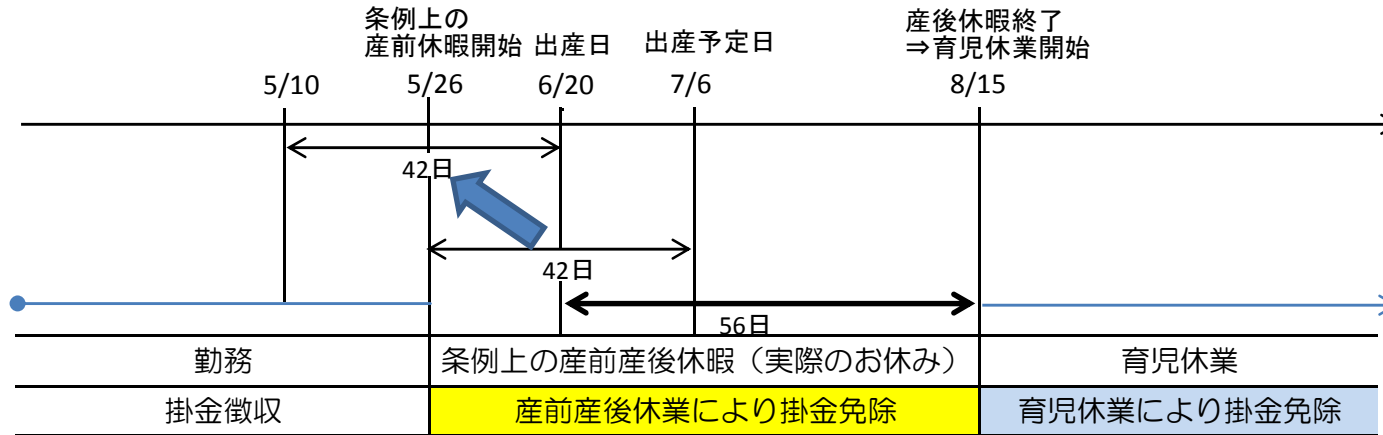 条例上の
産前休暇開始
出産日
出産予定日
産後休暇終了
⇒育児休業開始
5/10
5/26
6/20
7/6
8/15
42日
42日
56日
勤務
条例上の産前産後休暇（実際のお休み）
育児休業
掛金徴収
産前産後休業により掛金免除
育児休業により掛金免除